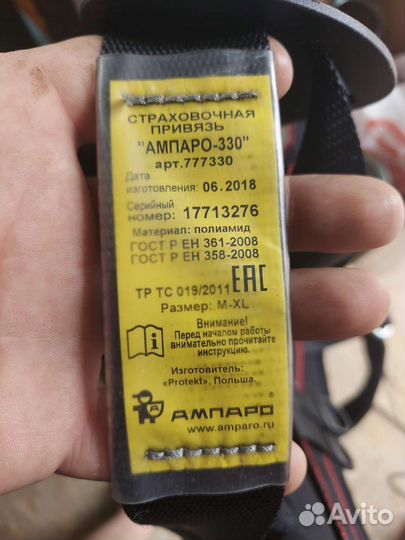 СТРАХОВОЧНАЯ
ПРИВЯЗЬ
"АМПАРО-330"
арт.777330
Дата
изготовления: 06.2018
Серийный
номер: 17713276
Материал: полиамид
ГОСТ Р ЕН 361-2008
ГОСТ Р ЕН 358-2008
ТР ТС 019/2011 EAC
Размер: M-XL
Внимание!
Перед началом работы
внимательно прочитайте
инструкцию.
Изготовитель:
«Protekt», Польша.
АМПАРО ®
www.amparo.ru
Avito